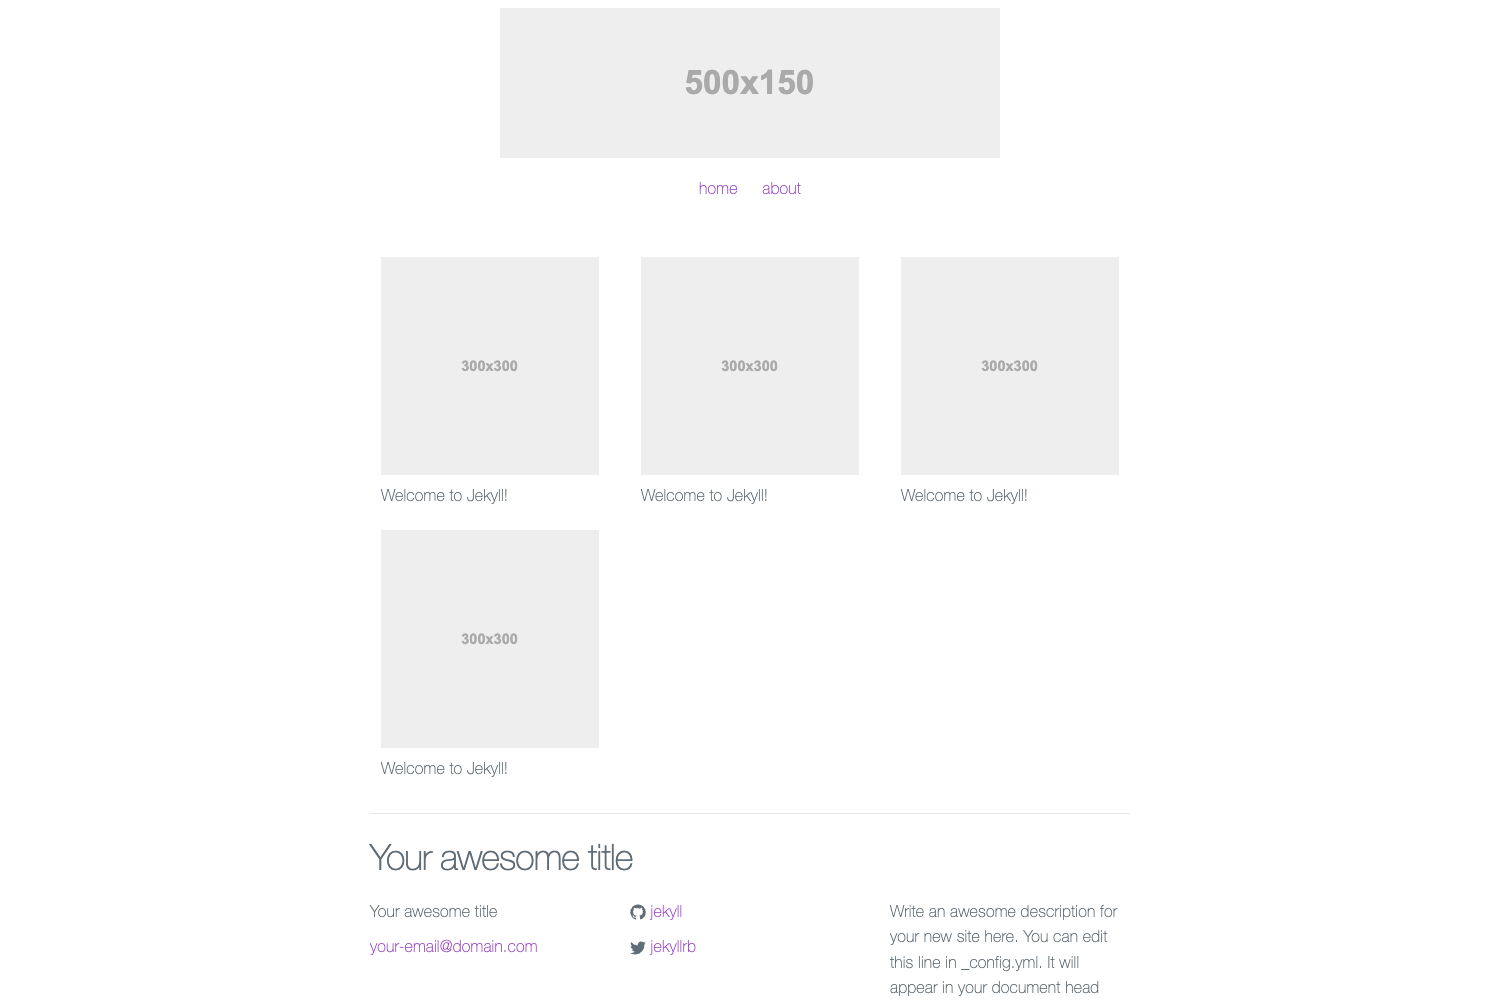 500x150
home about
300x300 300x300 300x300
Welcome to Jekyll! Welcome to Jekyll! Welcome to Jekyll!
300x300
Welcome to Jekyll!
Your awesome title
Your awesome title
your-email@domain.com
jekyll
jekyllrb
Write an awesome description for
your new site here. You can edit
this line in _config.yml. It will
appear in your document head